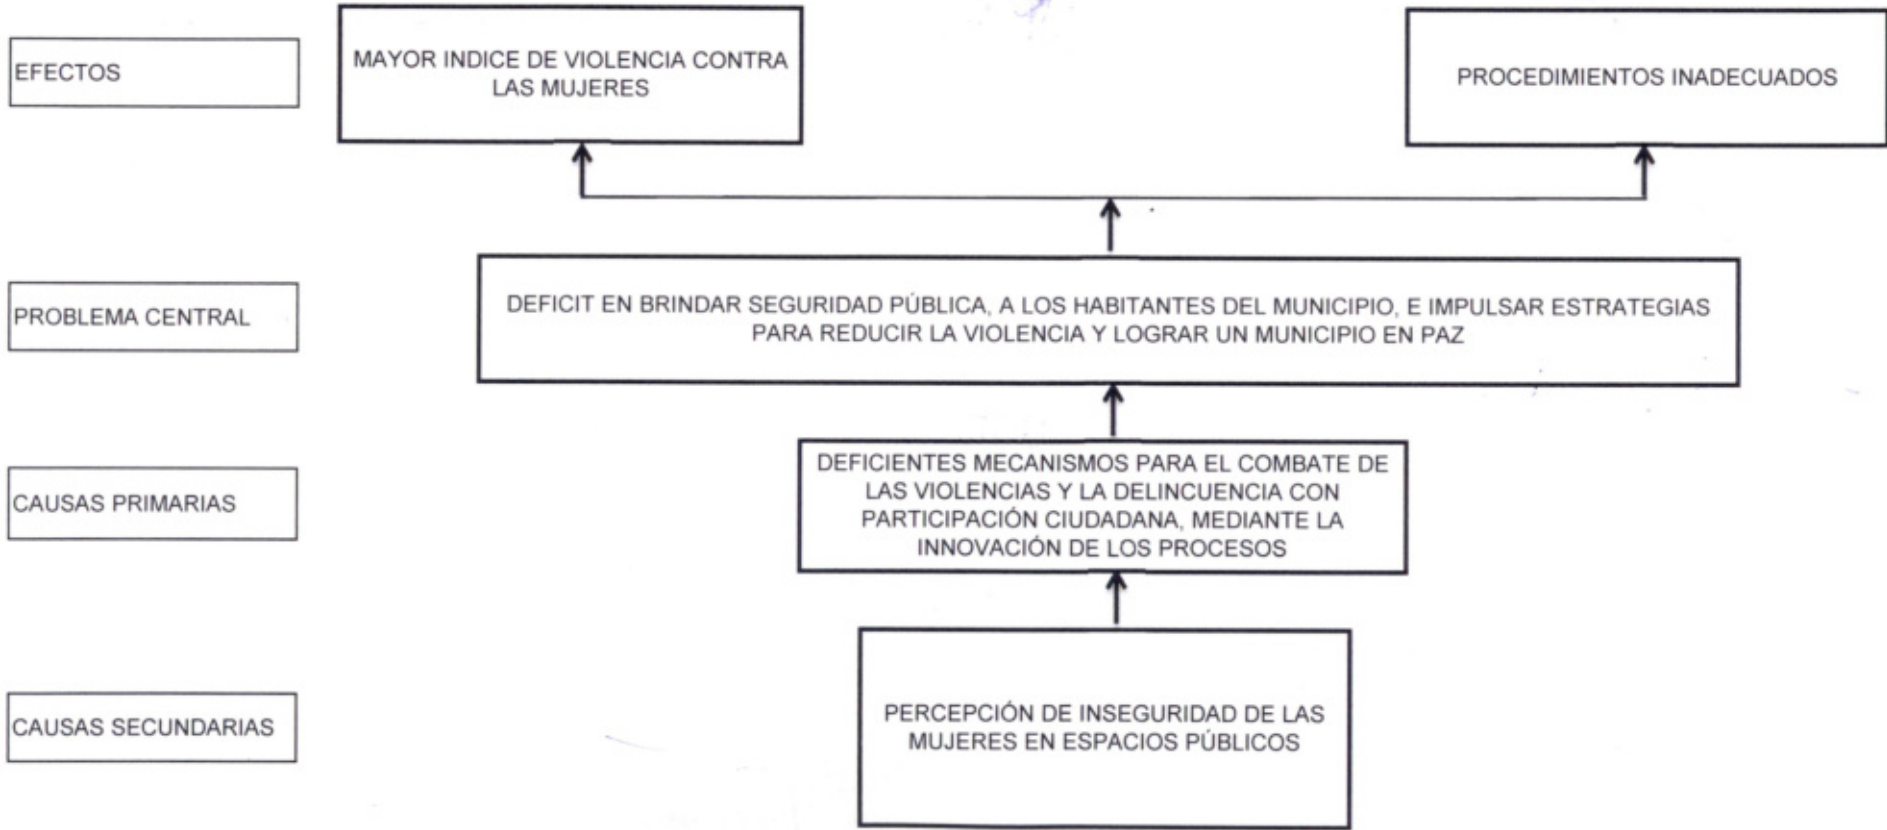 EFECTOS
MAYOR INDICE DE VIOLENCIA CONTRA
LAS MUJERES
PROCEDIMIENTOS INADECUADOS
PROBLEMA CENTRAL
DEFICIT EN BRINDAR SEGURIDAD PÚBLICA, A LOS HABITANTES DEL MUNICIPIO, E IMPULSAR ESTRATEGIAS
PARA REDUCIR LA VIOLENCIA Y LOGRAR UN MUNICIPIO EN PAZ
CAUSAS PRIMARIAS
DEFICIENTES MECANISMOS PARA EL COMBATE DE
LAS VIOLENCIAS Y LA DELINCUENCIA CON
PARTICIPACIÓN CIUDADANA, MEDIANTE LA
INNOVACIÓN DE LOS PROCESOS
CAUSAS SECUNDARIAS
PERCEPCIÓN DE INSEGURIDAD DE LAS
MUJERES EN ESPACIOS PÚBLICOS